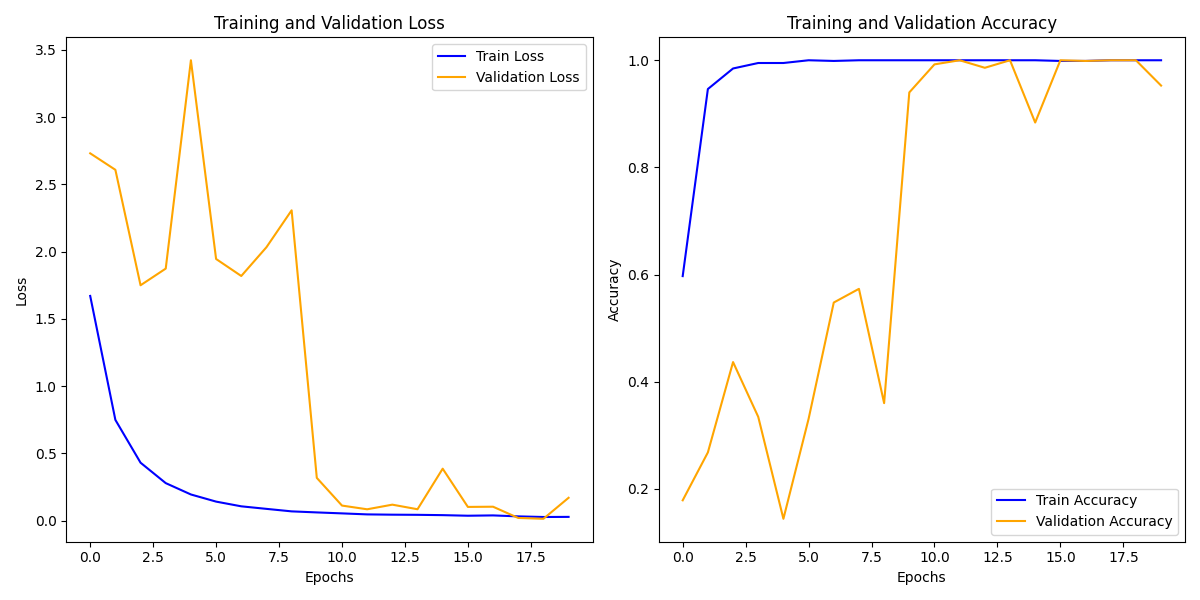 Training and Validation Loss
Train Loss
Validation Loss
3.5
3.0
2.5
2.0
1.5
1.0
0.5
0.0
Loss
0.0 2.5 5.0 7.5 10.0 12.5 15.0 17.5
Epochs
Training and Validation Accuracy
1.0
0.8
0.6
0.4
0.2
Accuracy
Train Accuracy
Validation Accuracy
0.0 2.5 5.0 7.5 10.0 12.5 15.0 17.5
Epochs